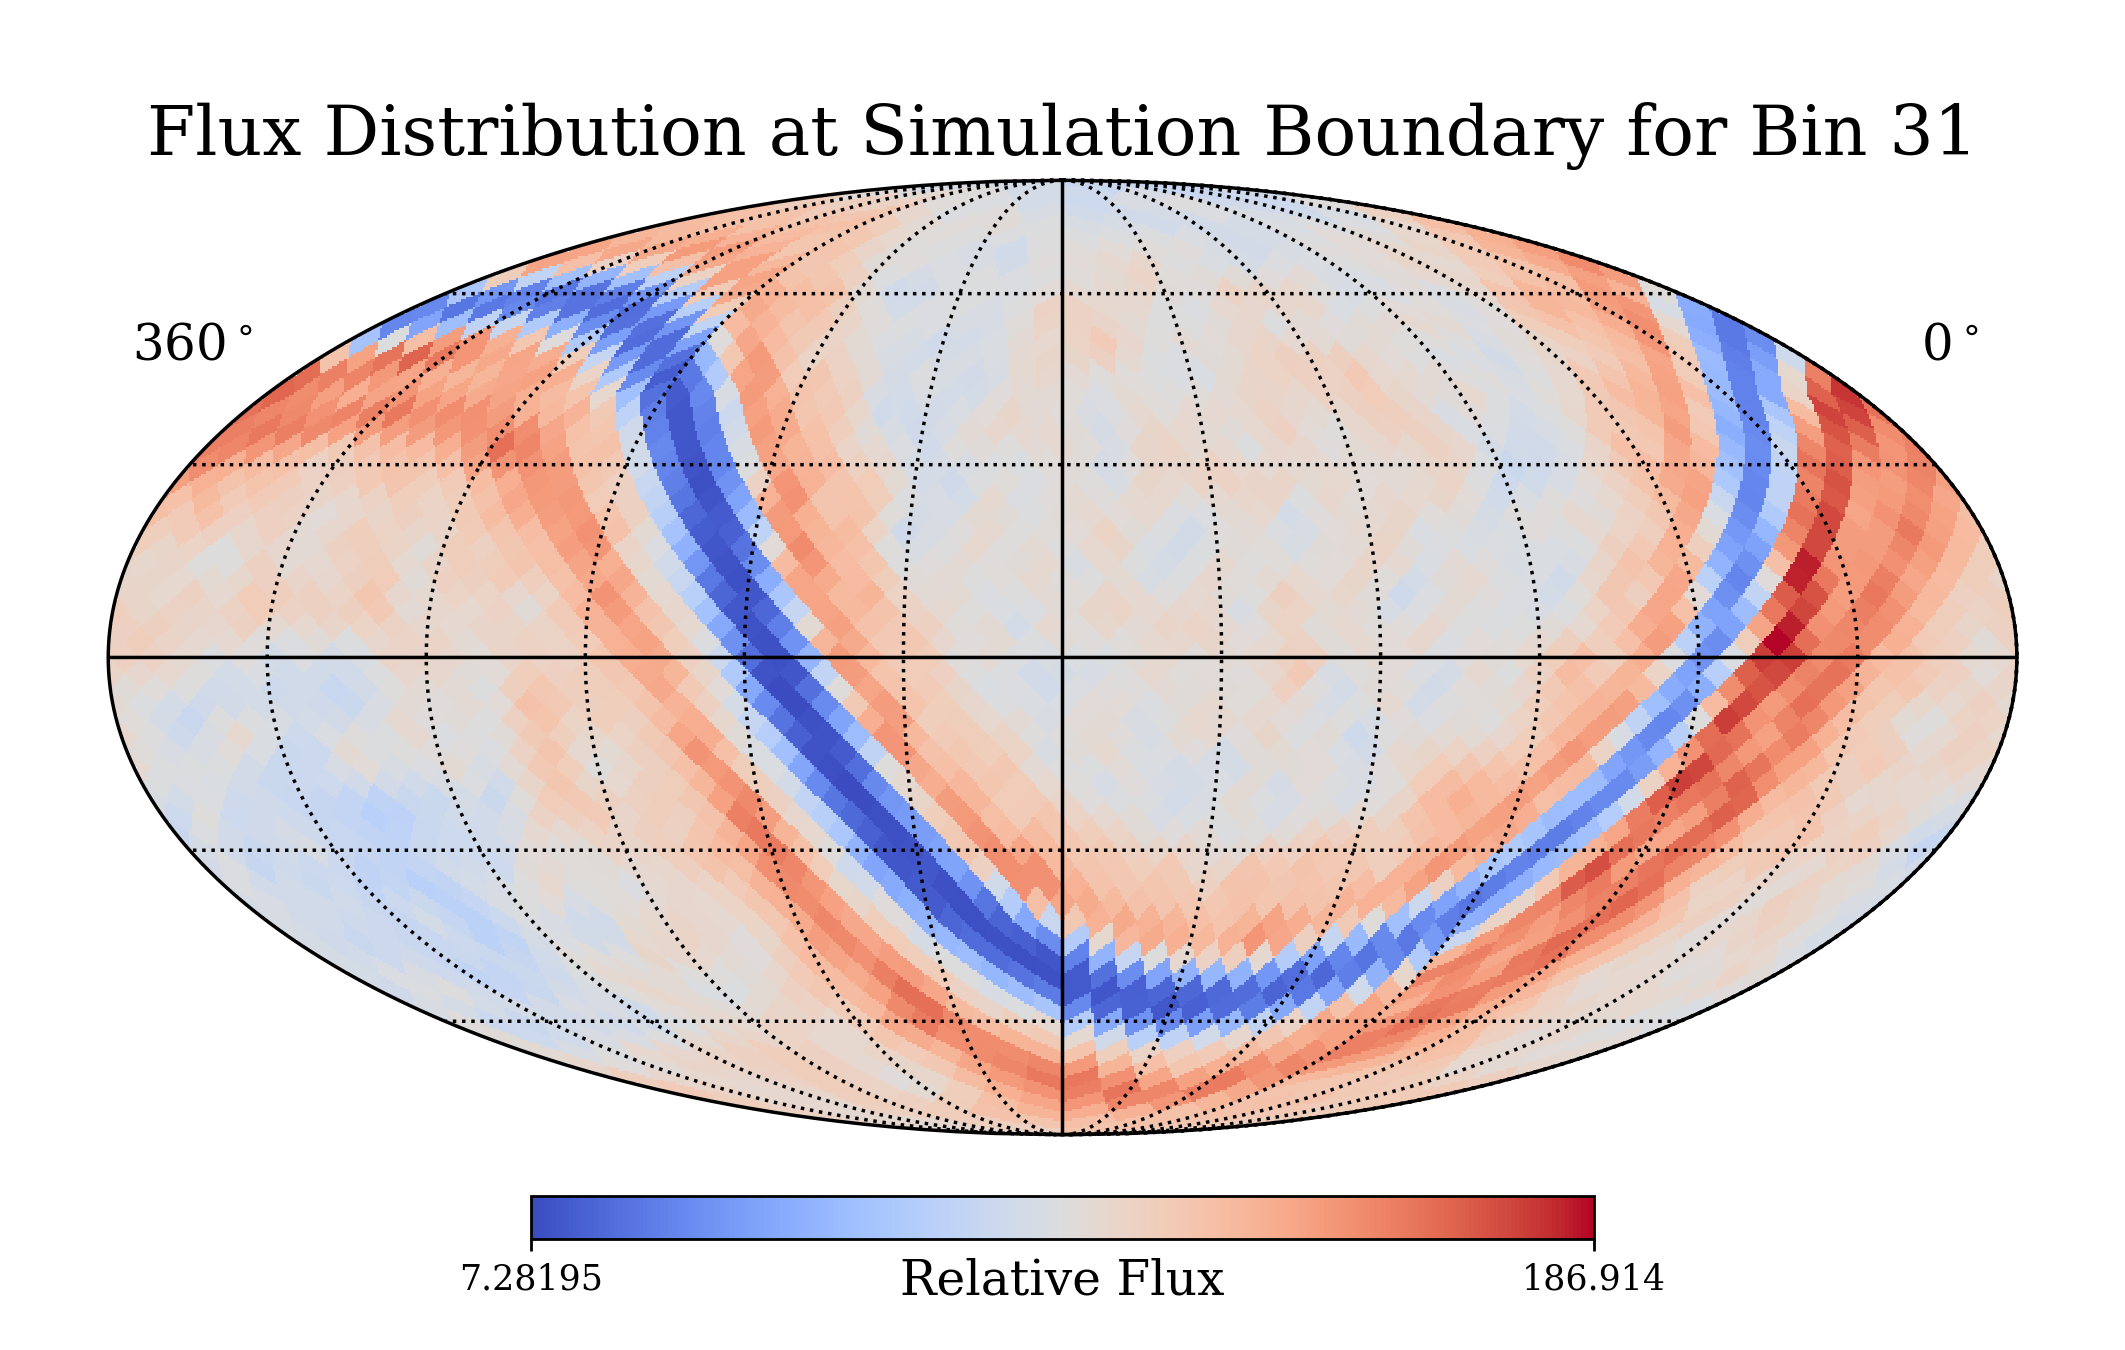 Flux Distribution at Simulation Boundary for Bin 31
360°
0°
7.28195
Relative Flux
186.914